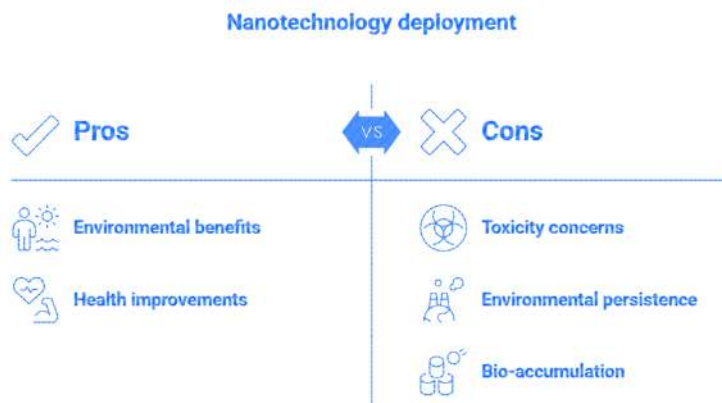 Nanotechnology deployment
Pros
VS
Cons
Environmental benefits
Health improvements
Toxicity concerns
Environmental persistence
Bio-accumulation